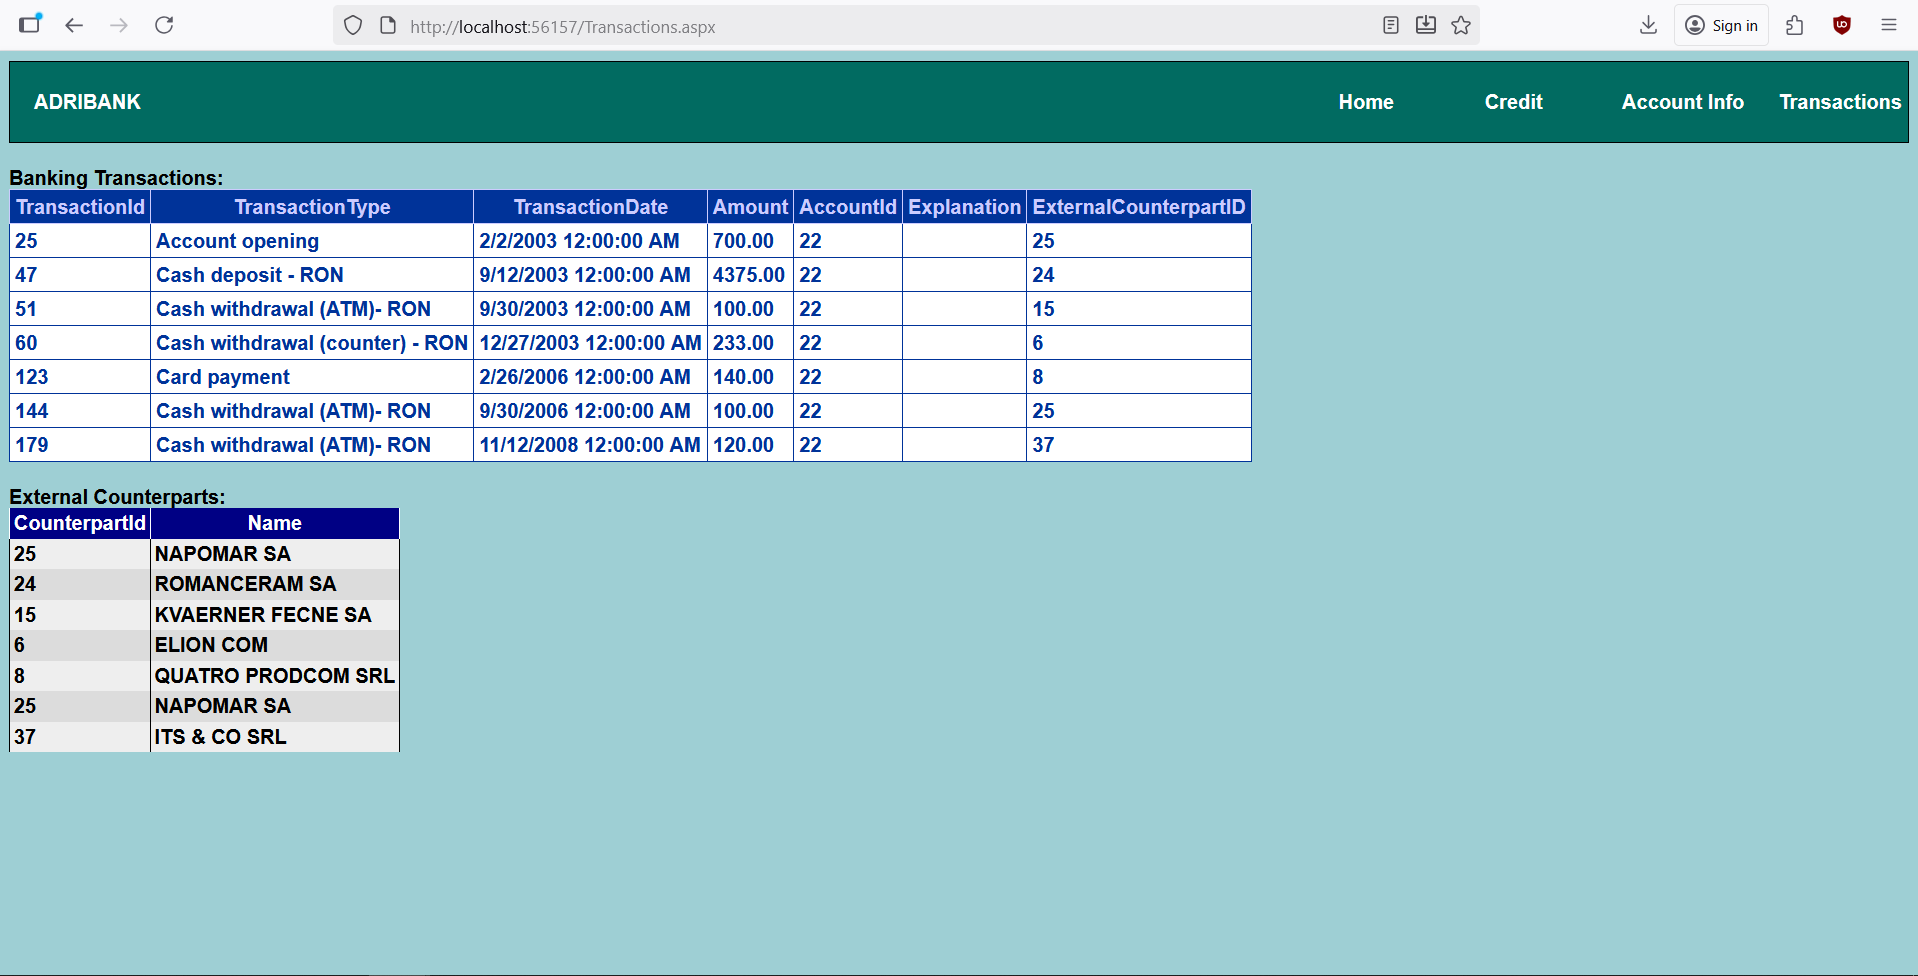 Sign in
http://localhost:56157/Transactions.aspx
ADRIBANK Home Credit Account Info Transactions
Banking Transactions:
TransactionId TransactionType TransactionDate Amount AccountId Explanation ExternalCounterpartID
25 Account opening 2/2/2003 12:00:00 AM 700.00 22 25
47 Cash deposit - RON 9/12/2003 12:00:00 AM 4375.00 22 24
51 Cash withdrawal (ATM)- RON 9/30/2003 12:00:00 AM 100.00 22 15
60 Cash withdrawal (counter) - RON 12/27/2003 12:00:00 AM 233.00 22 6
123 Card payment 2/26/2006 12:00:00 AM 140.00 22 8
144 Cash withdrawal (ATM)- RON 9/30/2006 12:00:00 AM 100.00 22 25
179 Cash withdrawal (ATM)- RON 11/12/2008 12:00:00 AM 120.00 22 37
External Counterparts:
CounterpartId Name
25 NAPOMAR SA
24 ROMANCERAM SA
15 KVAERNER FECNE SA
6 ELION COM
8 QUATRO PRODCOM SRL
25 NAPOMAR SA
37 ITS & CO SRL